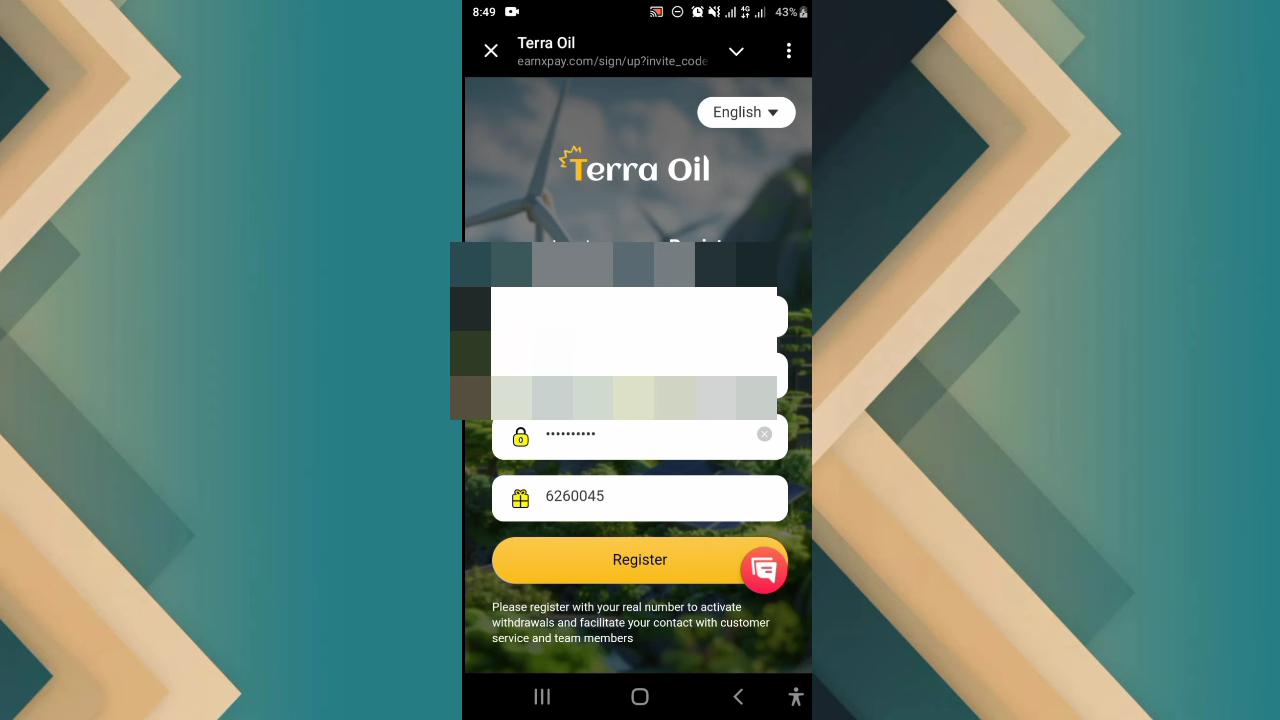 8:49
4G
43%
Terra Oil
earnxpay.com/sign/up?invite_code
English
Terra Oil
••••••••••
6260045
Register
Please register with your real number to activate
withdrawals and facilitate your contact with customer
service and team members